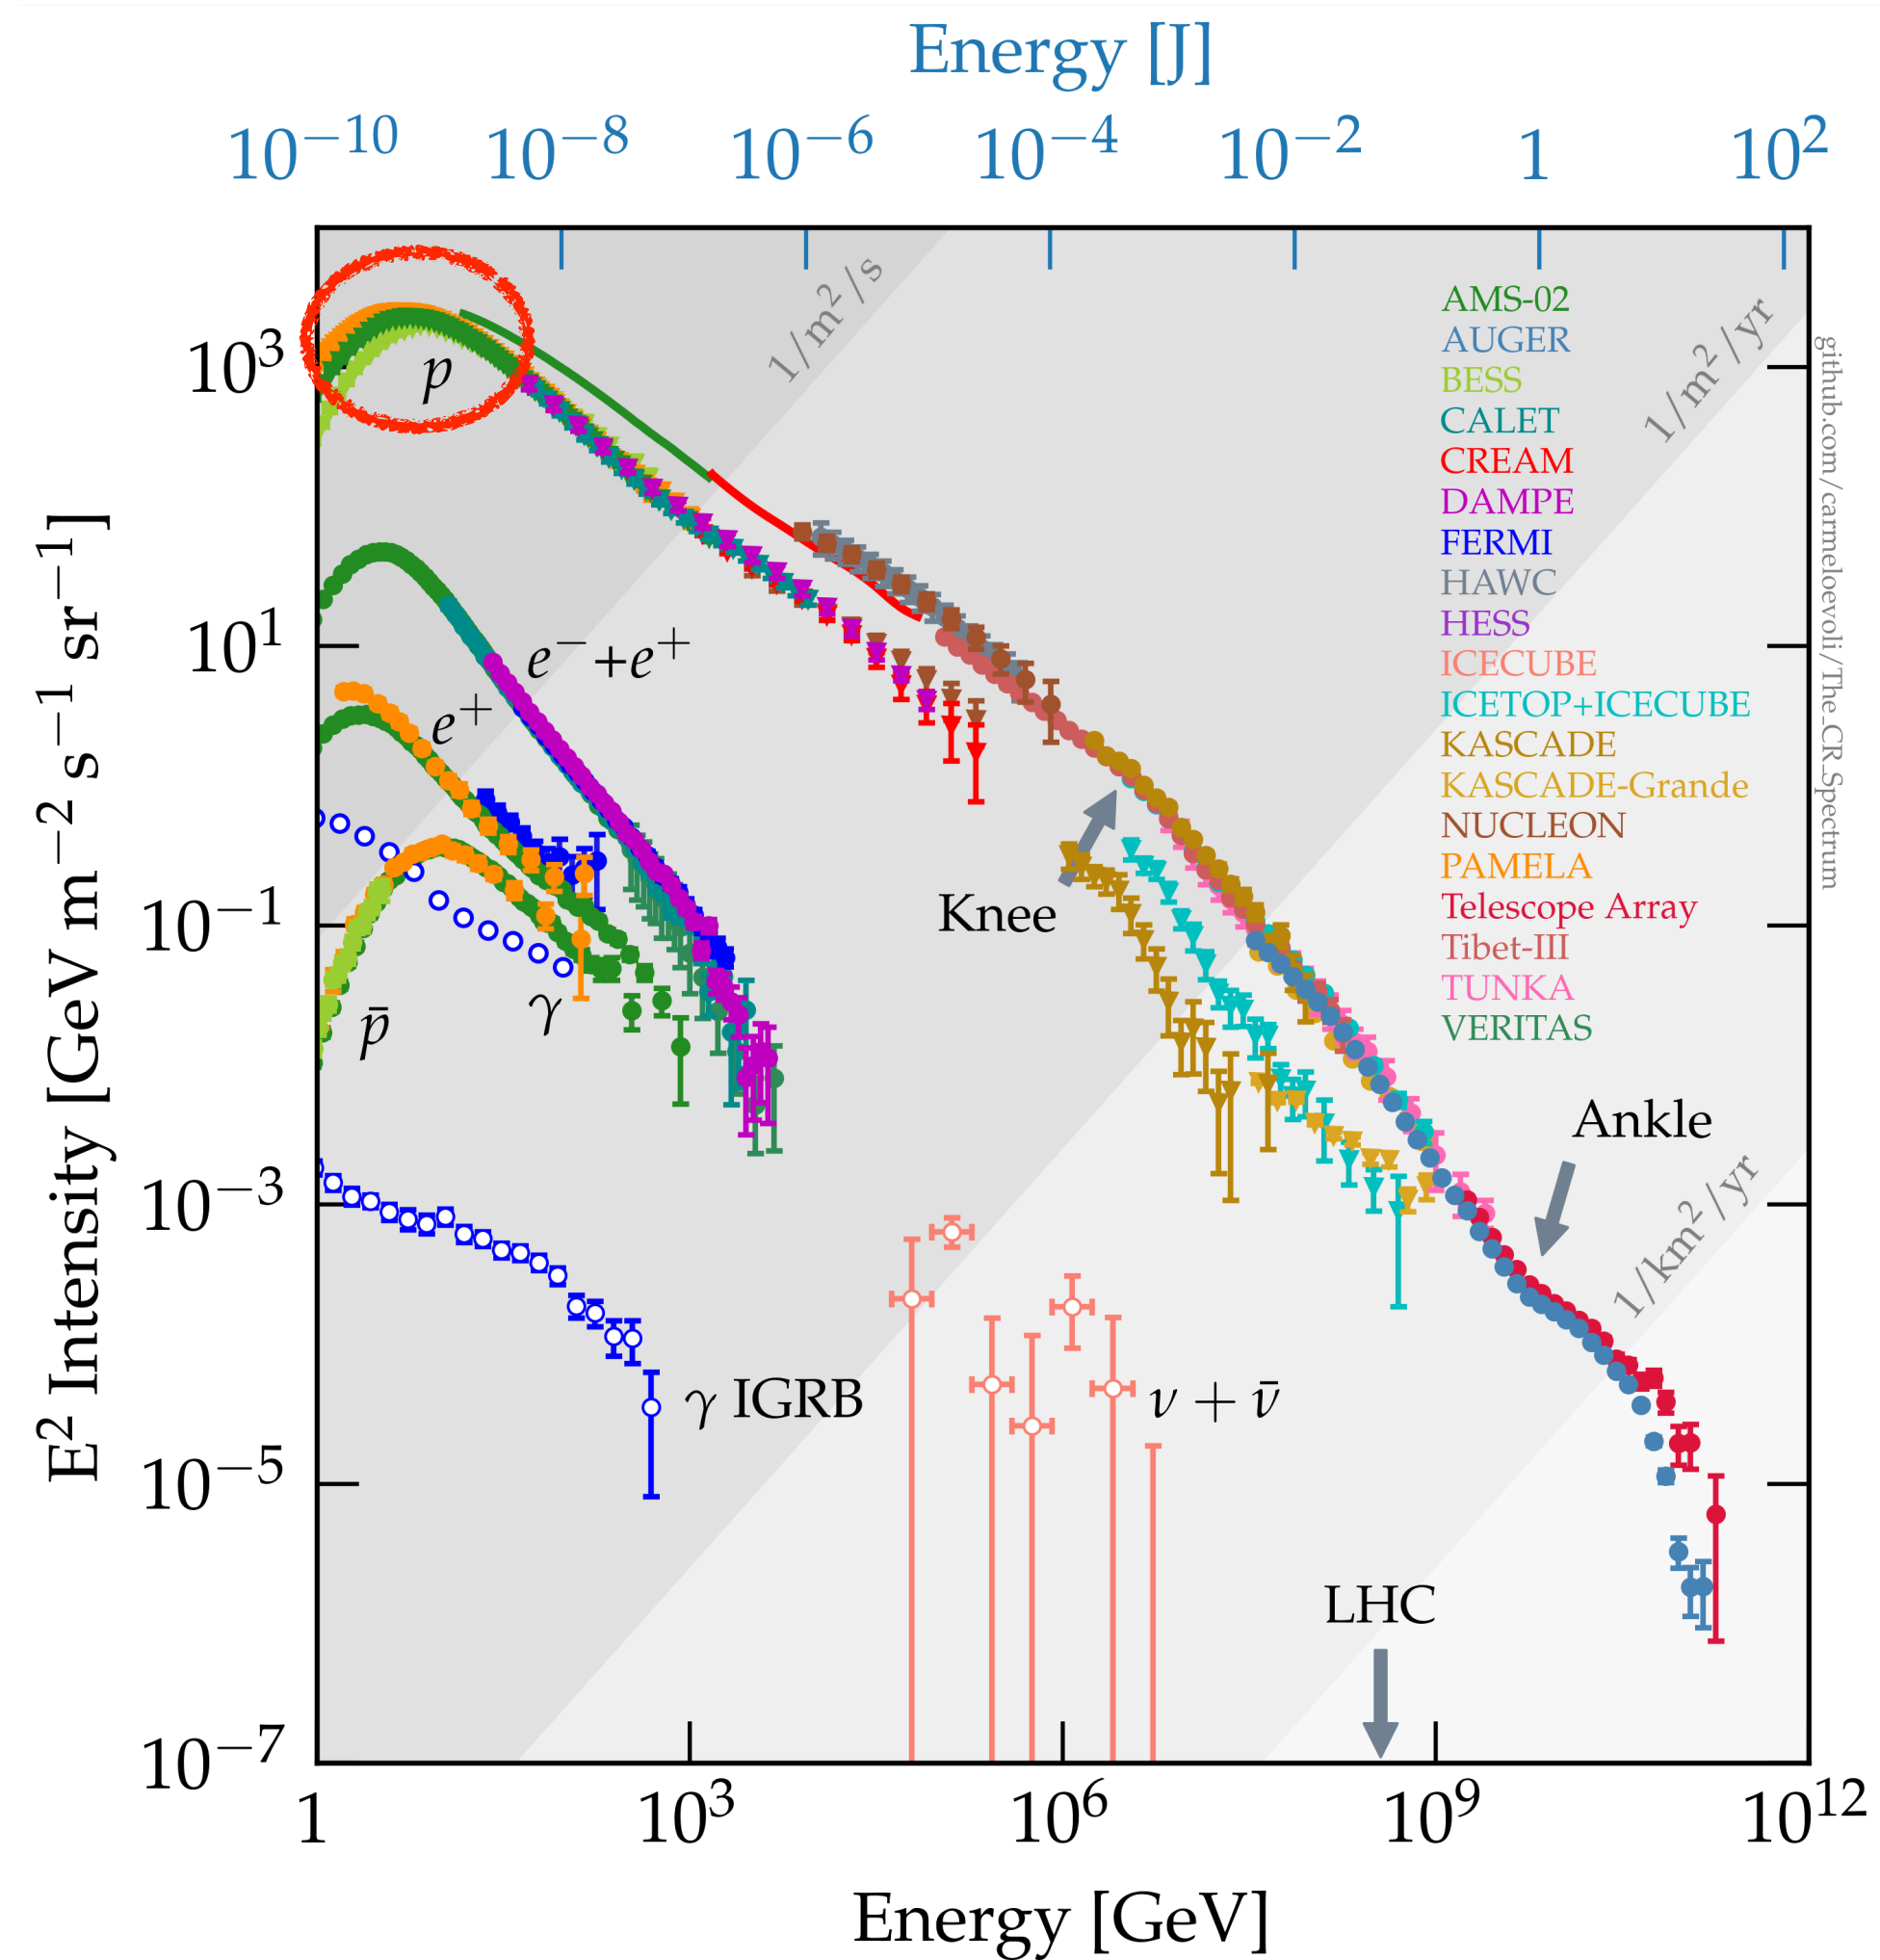 Energy [J]
10⁻¹⁰ 10⁻⁸ 10⁻⁶ 10⁻⁴ 10⁻² 1 10²
E² Intensity [GeV m⁻² s⁻¹ sr⁻¹]
10³
10¹
10⁻¹
10⁻³
10⁻⁵
10⁻⁷
1/m²/s
1/m²/yr
1/km²/yr
p
e⁻+e⁺
e⁺
p̄
γ
γ IGRB
ν + ν̄
Knee
Ankle
LHC
AMS-02
AUGER
BESS
CALET
CREAM
DAMPE
FERMI
HAWC
HESS
ICECUBE
ICETOP+ICECUBE
KASCADE
KASCADE-Grande
NUCLEON
PAMELA
Telescope Array
Tibet-III
TUNKA
VERITAS
github.com/carmeloevoli/The_CR_Spectrum
1 10³ 10⁶ 10⁹ 10¹²
Energy [GeV]